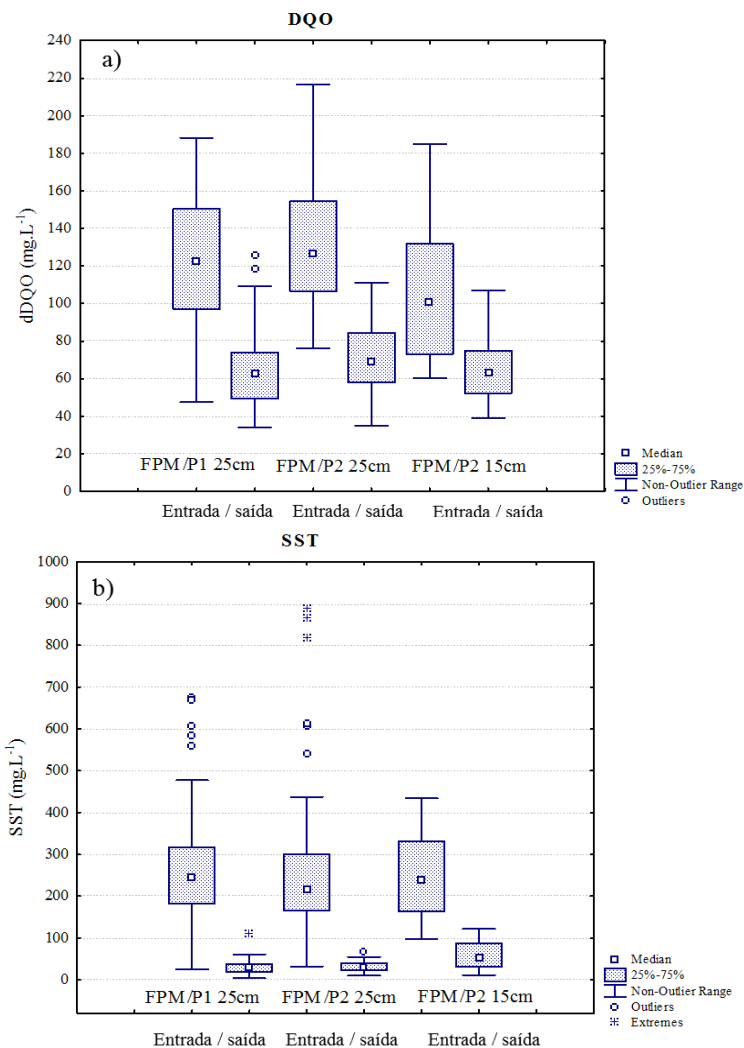 DQO
a)
240
220
200
180
160
140
120
100
80
60
40
20
0
dDQO (mg.L-1)
FPM/P1 25cm FPM/P2 25cm FPM/P2 15cm
Entrada / saída Entrada / saída Entrada / saída
Median
25%-75%
Non-Outlier Range
Outliers
SST
b)
1000
900
800
700
600
500
400
300
200
100
0
SST (mg.L-1)
FPM/P1 25cm FPM/P2 25cm FPM/P2 15cm
Entrada / saída Entrada / saída Entrada / saída
Median
25%-75%
Non-Outlier Range
Outliers
Extremes